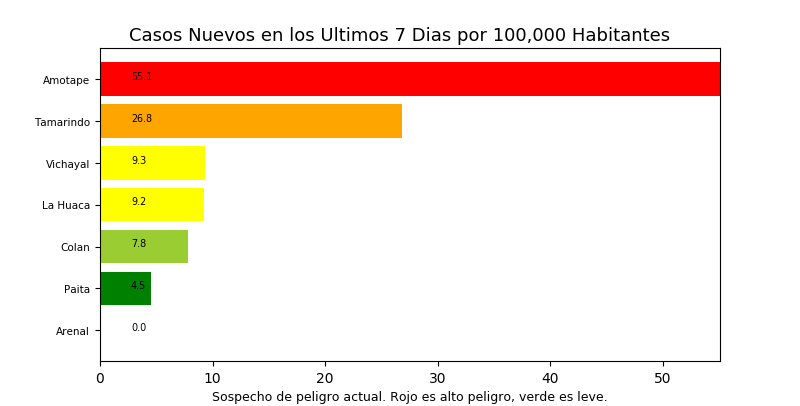 Casos Nuevos en los Ultimos 7 Dias por 100,000 Habitantes
Amotape 55.1
Tamarindo 26.8
Vichayal 9.3
La Huaca 9.2
Colan 7.8
Paita 4.5
Arenal 0.0
0 10 20 30 40 50
Sospecho de peligro actual. Rojo es alto peligro, verde es leve.